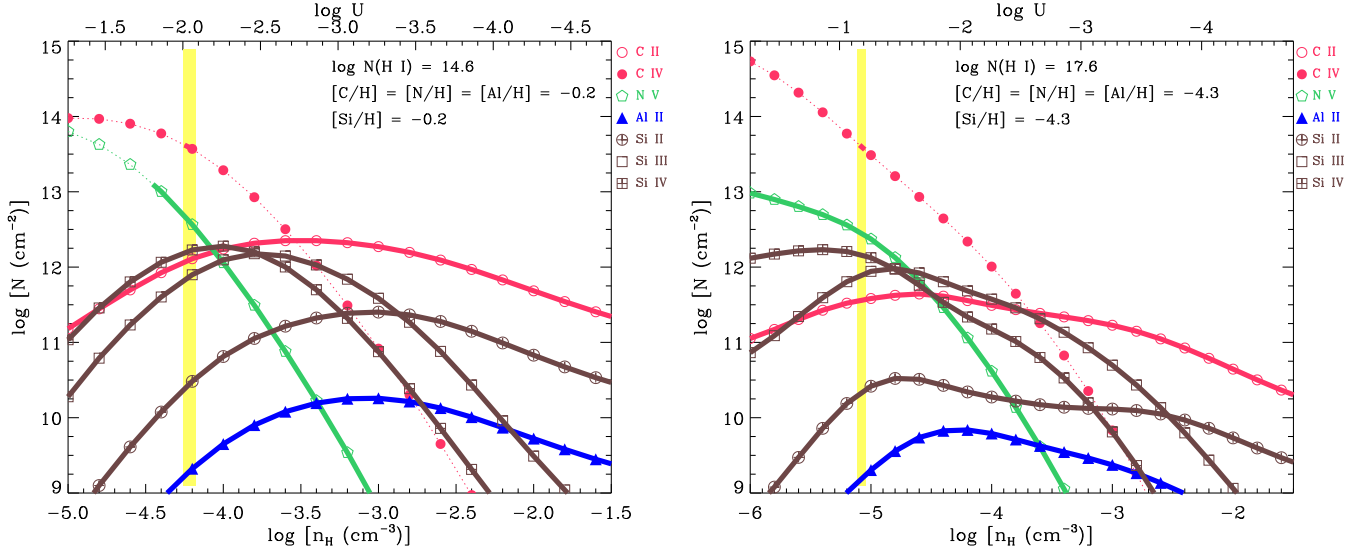 log U
−1.5 −2.0 −2.5 −3.0 −3.5 −4.0 −4.5
15
14
13
12
11
10
9
log [N (cm−2)]
log N(H I) = 14.6
[C/H] = [N/H] = [Al/H] = −0.2
[Si/H] = −0.2
C II
C IV
N V
Al II
Si II
Si III
Si IV
−5.0 −4.5 −4.0 −3.5 −3.0 −2.5 −2.0 −1.5
log [nH (cm−3)]
log U
−1 −2 −3 −4
15
14
13
12
11
10
9
log [N (cm−2)]
log N(H I) = 17.6
[C/H] = [N/H] = [Al/H] = −4.3
[Si/H] = −4.3
C II
C IV
N V
Al II
Si II
Si III
Si IV
−6 −5 −4 −3 −2
log [nH (cm−3)]